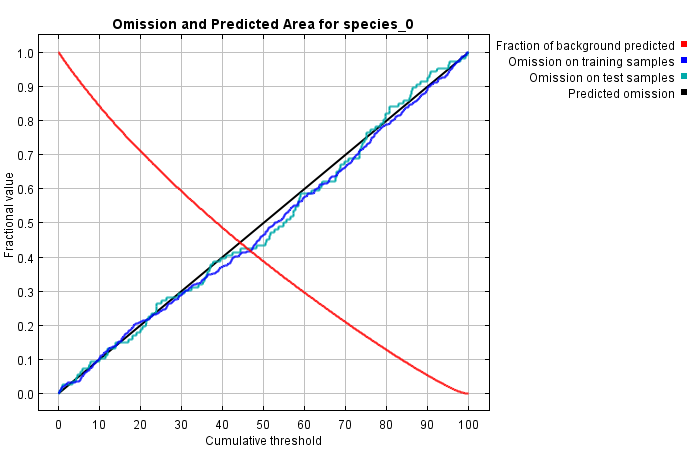 Omission and Predicted Area for species_0
Fraction of background predicted
Omission on training samples
Omission on test samples
Predicted omission
Fractional value
1.0
0.9
0.8
0.7
0.6
0.5
0.4
0.3
0.2
0.1
0.0
0 10 20 30 40 50 60 70 80 90 100
Cumulative threshold